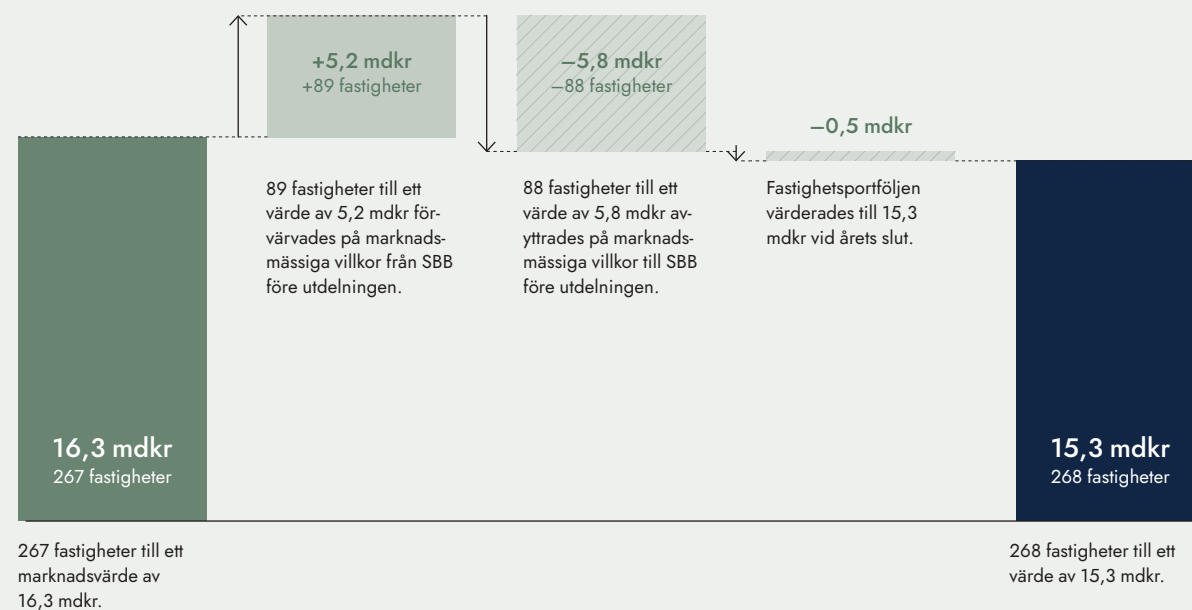 +5,2 mdkr
+89 fastigheter
–5,8 mdkr
–88 fastigheter
–0,5 mdkr
89 fastigheter till ett
värde av 5,2 mdkr för-
värvades på marknads-
mässiga villkor från SBB
före utdelningen.
88 fastigheter till ett
värde av 5,8 mdkr av-
yttrades på marknads-
mässiga villkor till SBB
före utdelningen.
Fastighetsportföljen
värderades till 15,3
mdkr vid årets slut.
16,3 mdkr
267 fastigheter
15,3 mdkr
268 fastigheter
267 fastigheter till ett
marknadsvärde av
16,3 mdkr.
268 fastigheter till ett
värde av 15,3 mdkr.